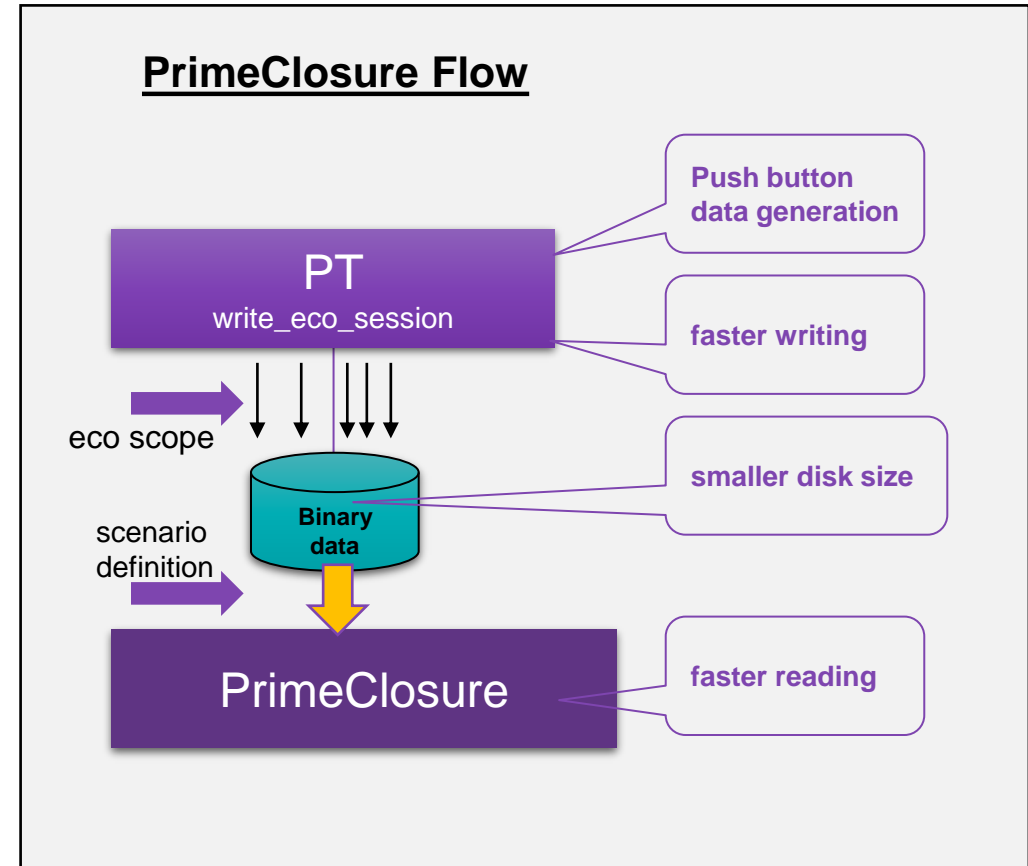 PrimeClosure Flow
Push button
data generation
PT
write_eco_session
faster writing
eco scope
smaller disk size
Binary
data
scenario
definition
PrimeClosure
faster reading